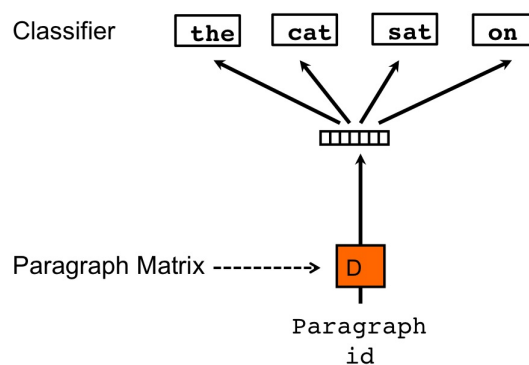 Classifier the cat sat on
Paragraph Matrix D
Paragraph
id